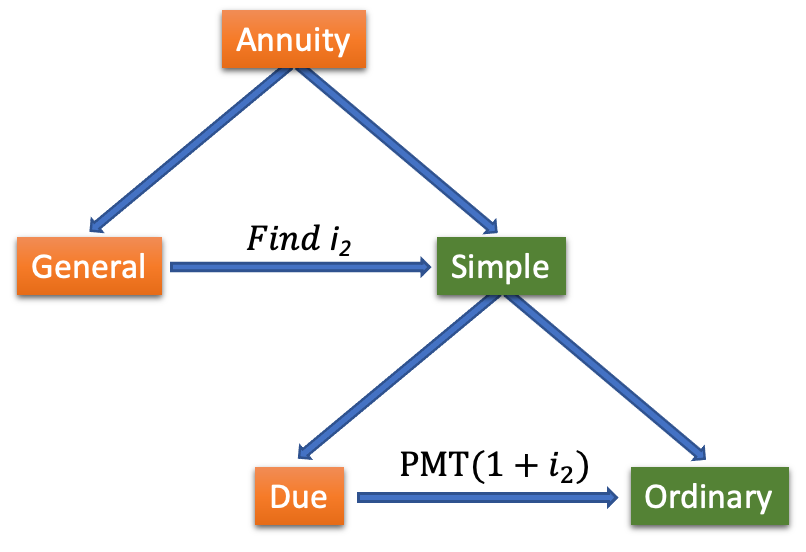 Annuity
Find i₂
General
Simple
PMT(1 + i₂)
Due
Ordinary